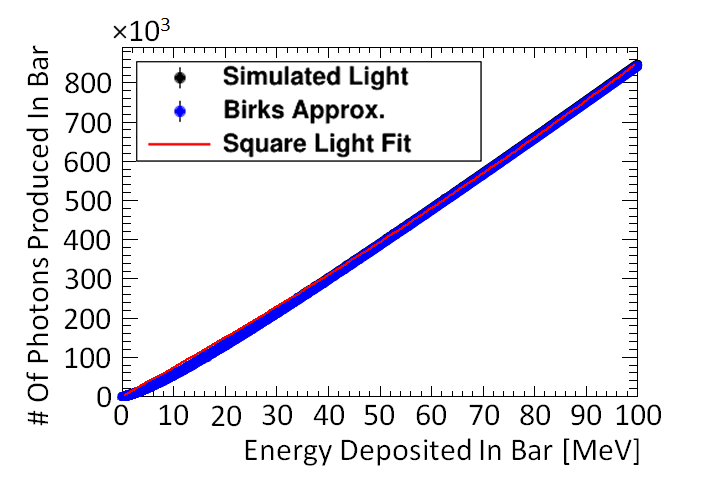 ×10³
# Of Photons Produced In Bar
800
700
600
500
400
300
200
100
0
Simulated Light
Birks Approx.
Square Light Fit
0 10 20 30 40 50 60 70 80 90 100
Energy Deposited In Bar [MeV]